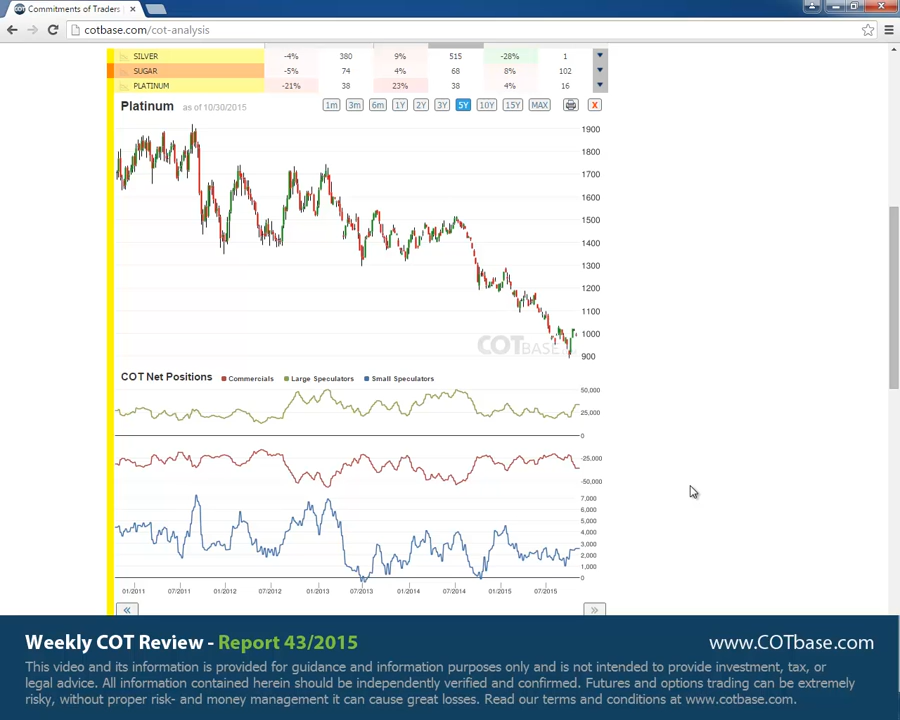 COT Commitments of Traders
cotbase.com/cot-analysis
SILVER -4% 380 9% 515 -28% 1
SUGAR -5% 74 4% 68 8% 102
PLATINUM -21% 38 23% 38 4% 16
Platinum as of 10/30/2015 1m 3m 6m 1Y 2Y 3Y 5Y 10Y 15Y MAX X
1900
1800
1700
1600
1500
1400
1300
1200
1100
1000
900
COTBASE
COT Net Positions Commercials Large Speculators Small Speculators
50,000
25,000
0
-25,000
-50,000
7,000
6,000
5,000
4,000
3,000
2,000
1,000
0
01/2011 07/2011 01/2012 07/2012 01/2013 07/2013 01/2014 07/2014 01/2015 07/2015
« »
Weekly COT Review - Report 43/2015 www.COTbase.com
This video and its information is provided for guidance and information purposes only and is not intended to provide investment, tax, or
legal advice. All information contained herein should be independently verified and confirmed. Futures and options trading can be extremely
risky, without proper risk- and money management it can cause great losses. Read our terms and conditions at www.cotbase.com.